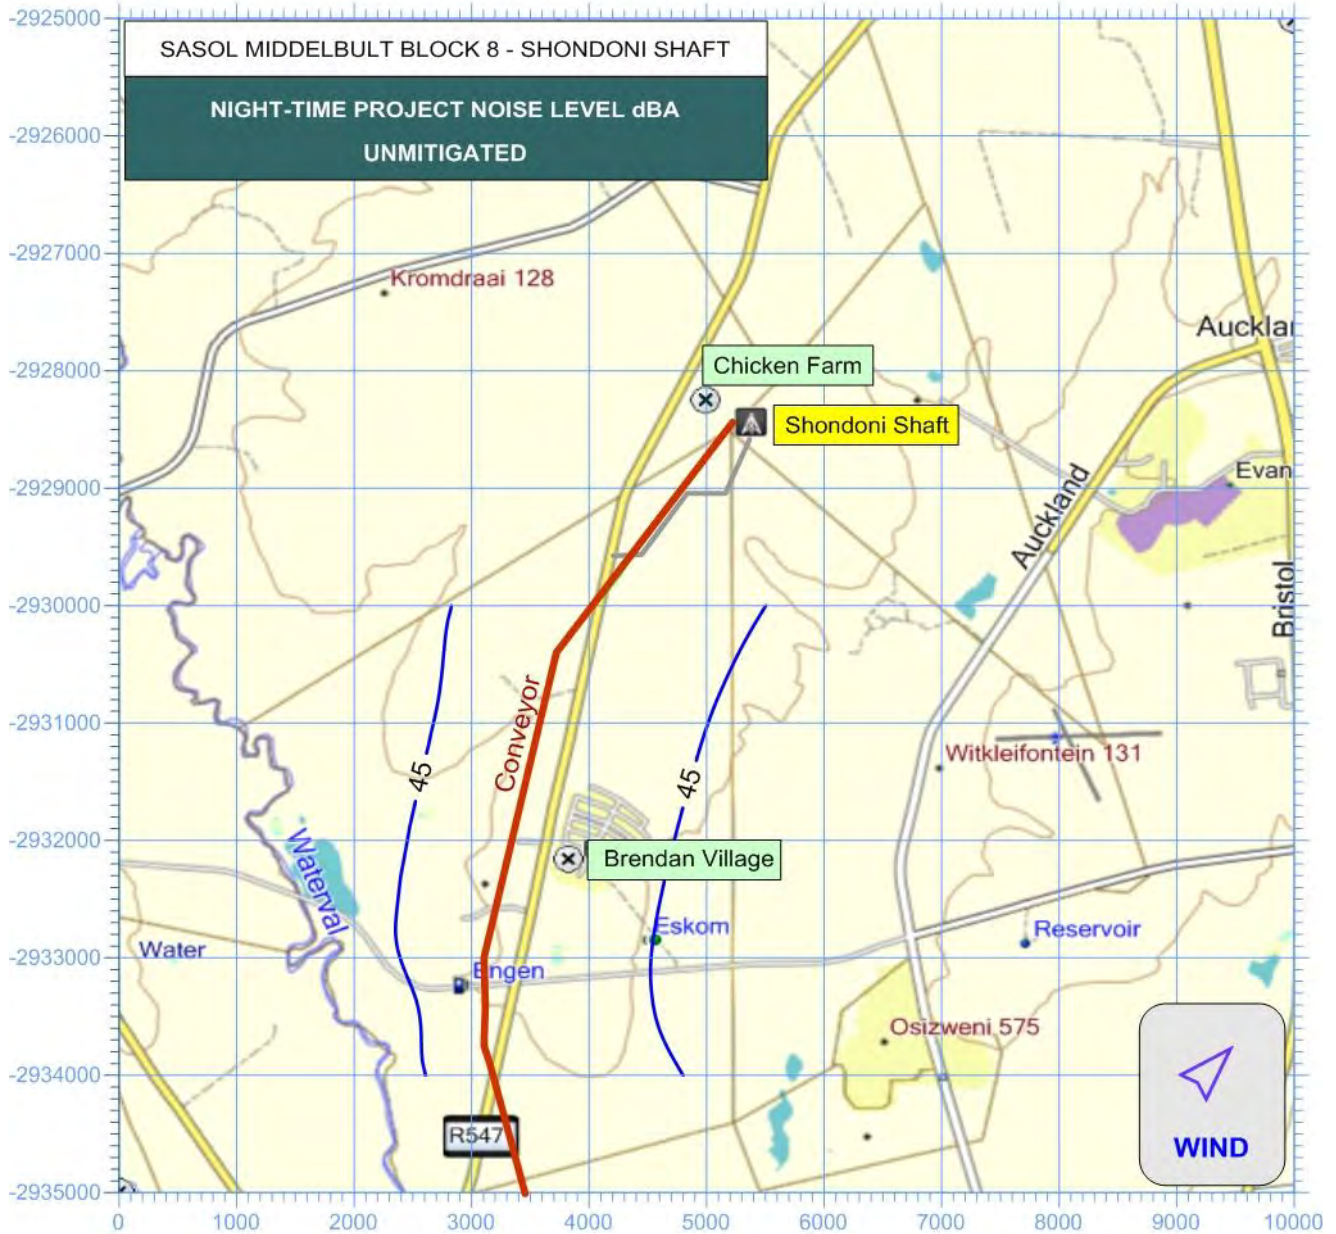 -2925000
SASOL MIDDELBULT BLOCK 8 - SHONDONI SHAFT
NIGHT-TIME PROJECT NOISE LEVEL dBA
UNMITIGATED
-2926000
-2927000
Kromdraai 128
Aucklan
-2928000
Chicken Farm
Shondoni Shaft
-2929000
Evan
Auckland
-2930000
Bristol
-2931000
Conveyor
45
45
Witkleifontein 131
-2932000
Waterval
Brendan Village
Eskom
Reservoir
Water
-2933000
Engen
Osizweni 575
-2934000
R547
WIND
-2935000
0 1000 2000 3000 4000 5000 6000 7000 8000 9000 10000